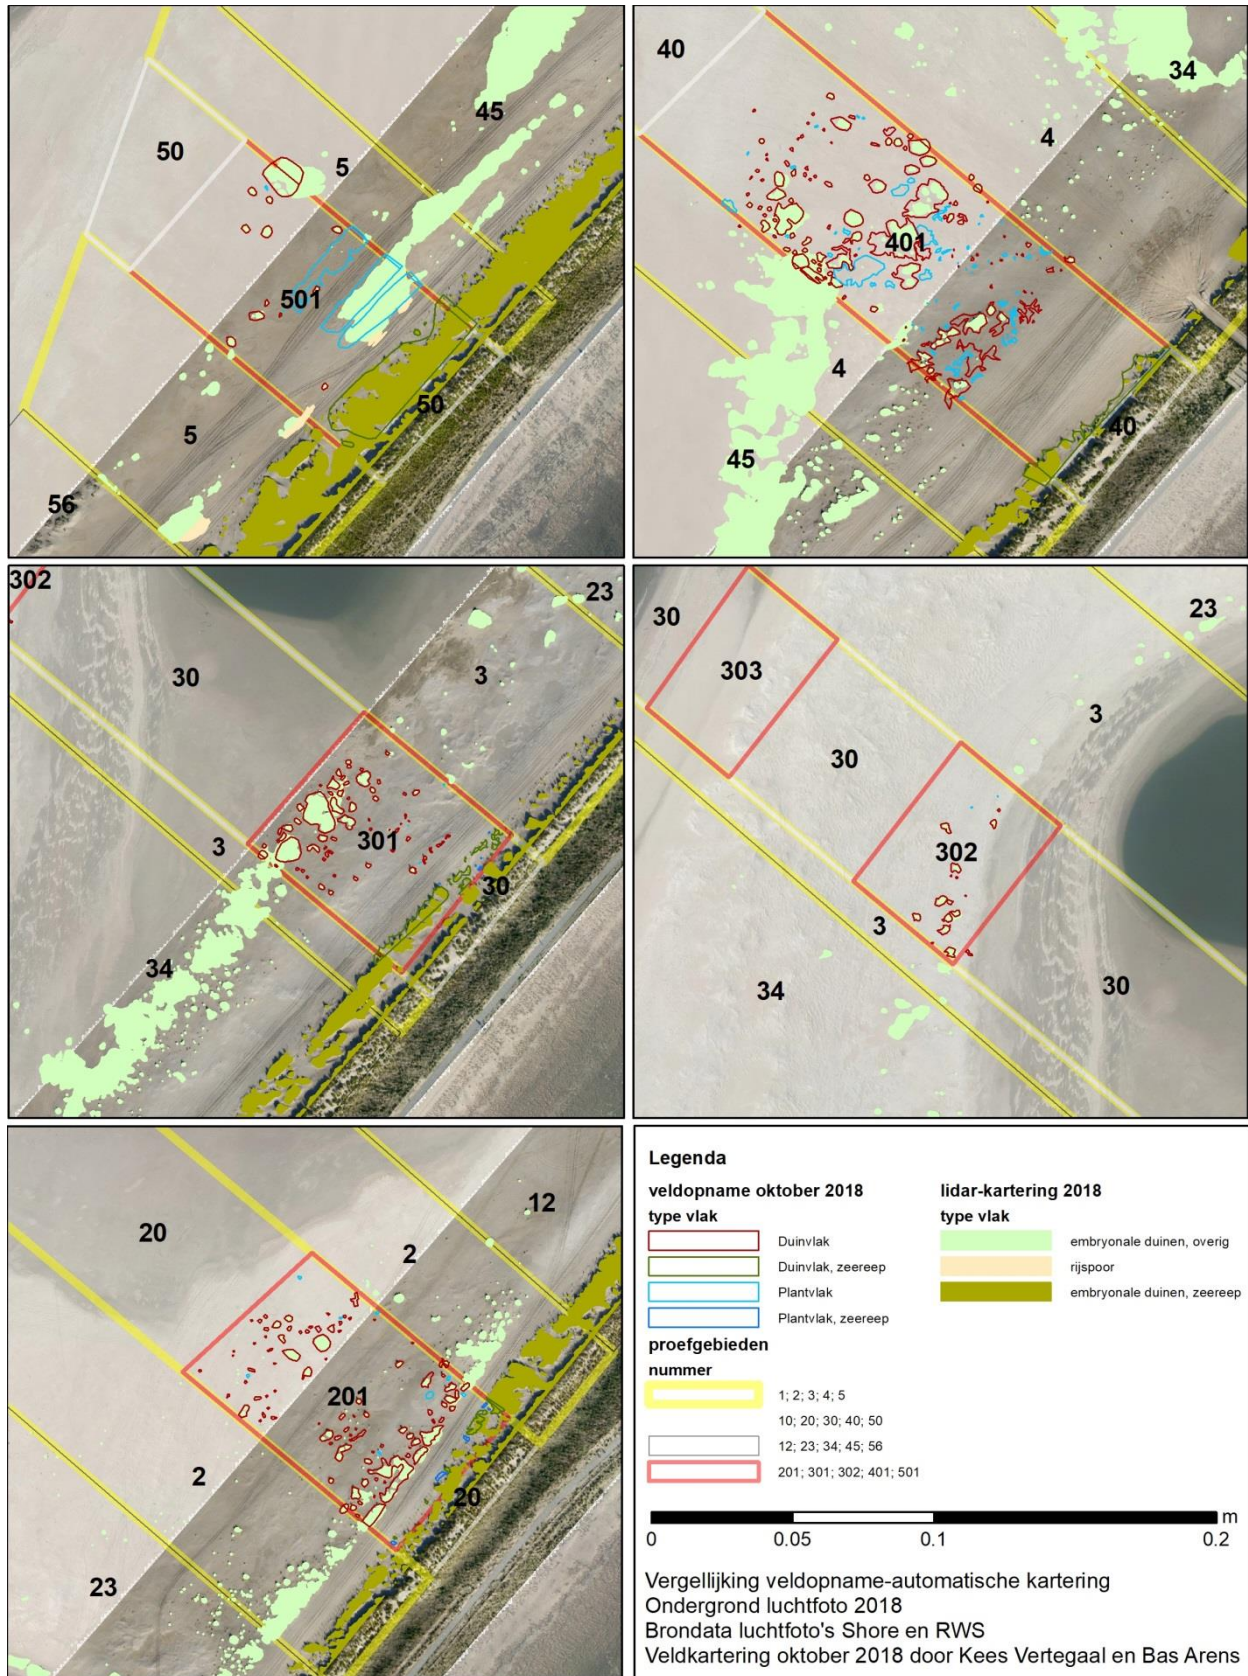 45
50
5
501
5
50
56
40
34
4
401
4
45
40
302
23
30
3
3
301
30
34
30
23
303
3
30
302
3
34
30
12
20
2
201
2
20
23
Legenda
veldopname oktober 2018
type vlak
Duinvlak
Duinvlak, zeereep
Plantvlak
Plantvlak, zeereep
proefgebieden
nummer
1; 2; 3; 4; 5
10; 20; 30; 40; 50
12; 23; 34; 45; 56
201; 301; 302; 401; 501
lidar-kartering 2018
type vlak
embryonale duinen, overig
rijspoor
embryonale duinen, zeereep
m
0 0.05 0.1 0.2
Vergellijking veldopname-automatische kartering
Ondergrond luchtfoto 2018
Brondata luchtfoto's Shore en RWS
Veldkartering oktober 2018 door Kees Vertegaal en Bas Arens